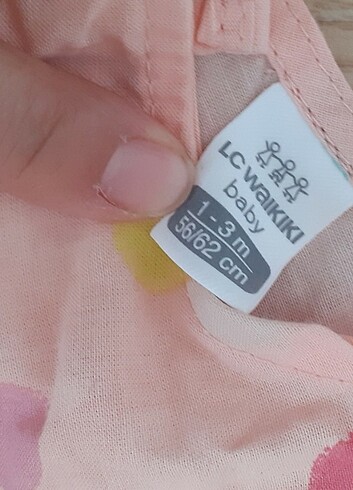 LC WAIKIKI
baby
1 - 3 m
56/62 cm